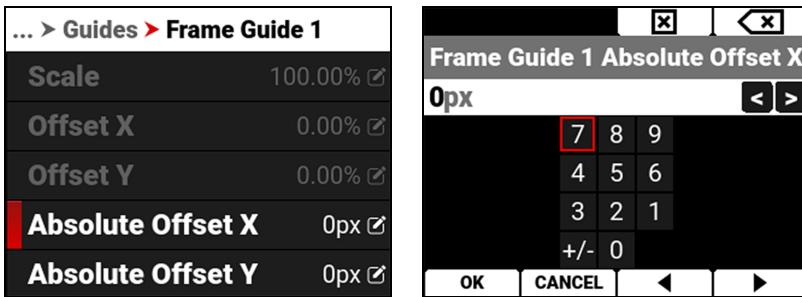 ... > Guides > Frame Guide 1
Scale 100.00%
Offset X 0.00%
Offset Y 0.00%
Absolute Offset X 0px
Absolute Offset Y 0px
Frame Guide 1 Absolute Offset X
0px < >
7 8 9
4 5 6
3 2 1
+/- 0
OK CANCEL ◀ ▶